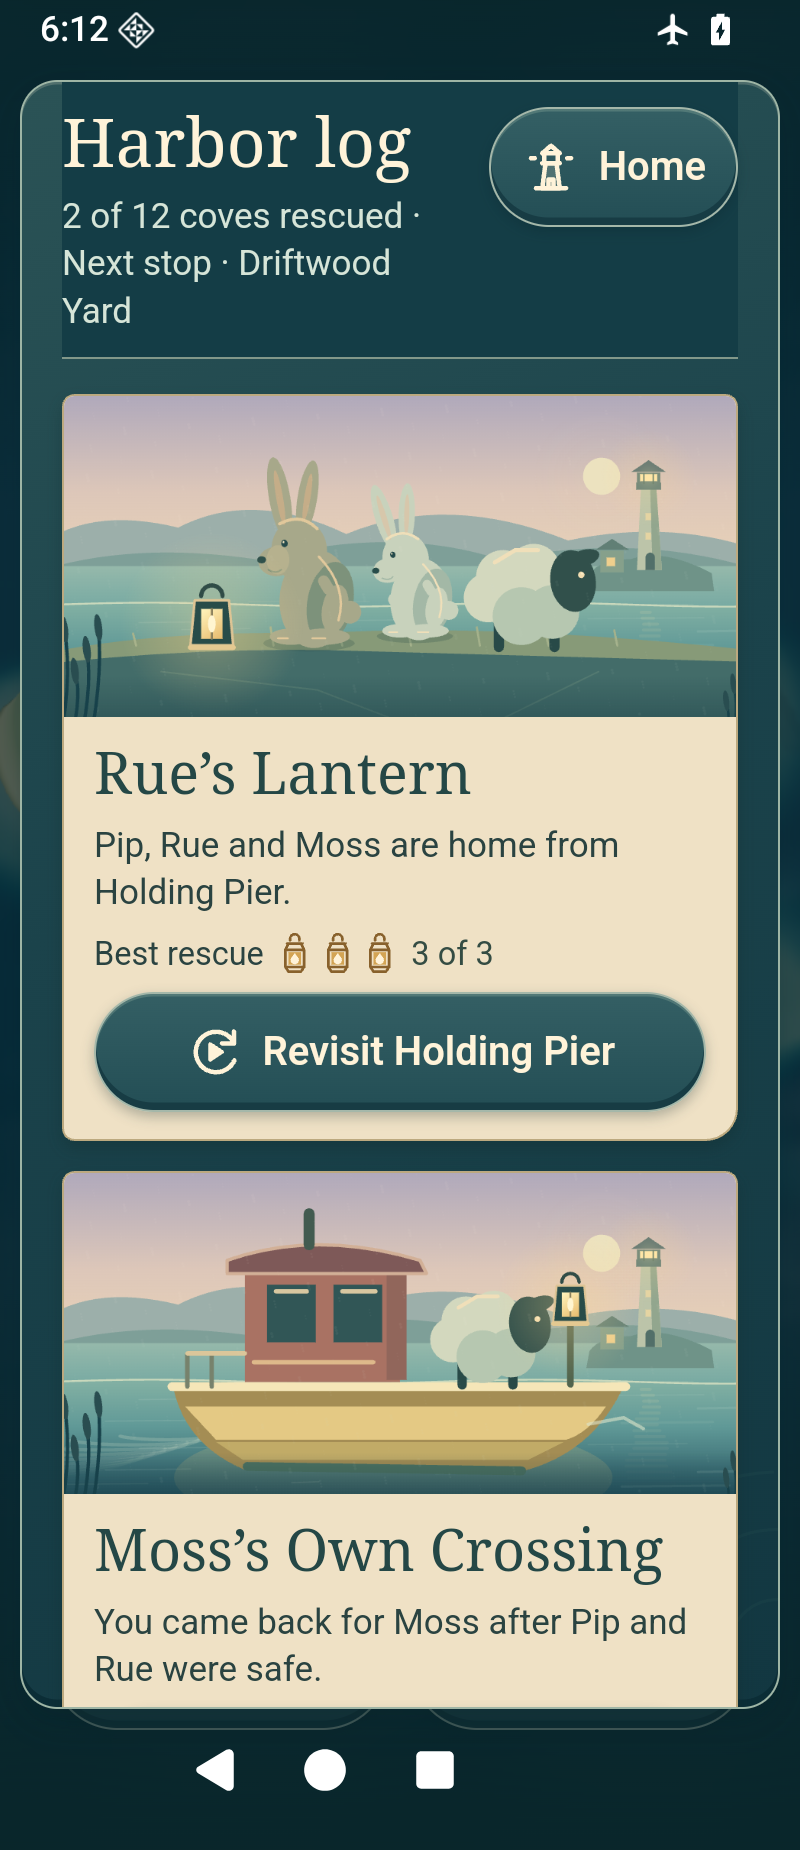 6:12
Harbor log
Home
2 of 12 coves rescued ·
Next stop · Driftwood
Yard
Rue’s Lantern
Pip, Rue and Moss are home from
Holding Pier.
Best rescue 3 of 3
Revisit Holding Pier
Moss’s Own Crossing
You came back for Moss after Pip and
Rue were safe.